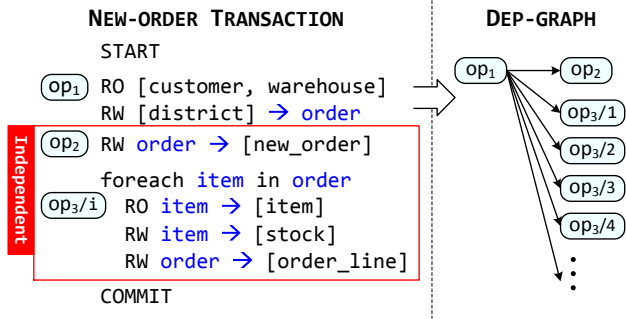 NEW-ORDER TRANSACTION
START
op1 RO [customer, warehouse]
RW [district] → order
Independent
op2 RW order → [new_order]
foreach item in order
op3/i RO item → [item]
RW item → [stock]
RW order → [order_line]
COMMIT
DEP-GRAPH
op1
op2
op3/1
op3/2
op3/3
op3/4